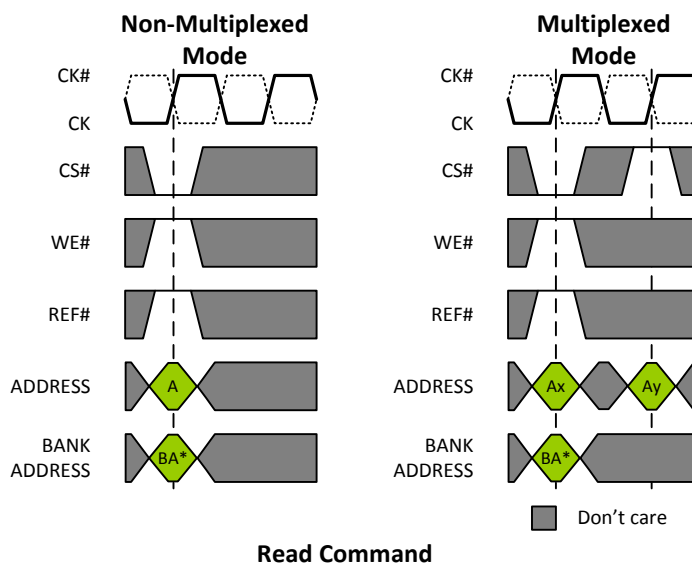 Non-Multiplexed
Mode
CK#
CK
CS#
WE#
REF#
ADDRESS
A
BANK
ADDRESS
BA*
Multiplexed
Mode
CK#
CK
CS#
WE#
REF#
ADDRESS
Ax
Ay
BANK
ADDRESS
BA*
Don't care
Read Command